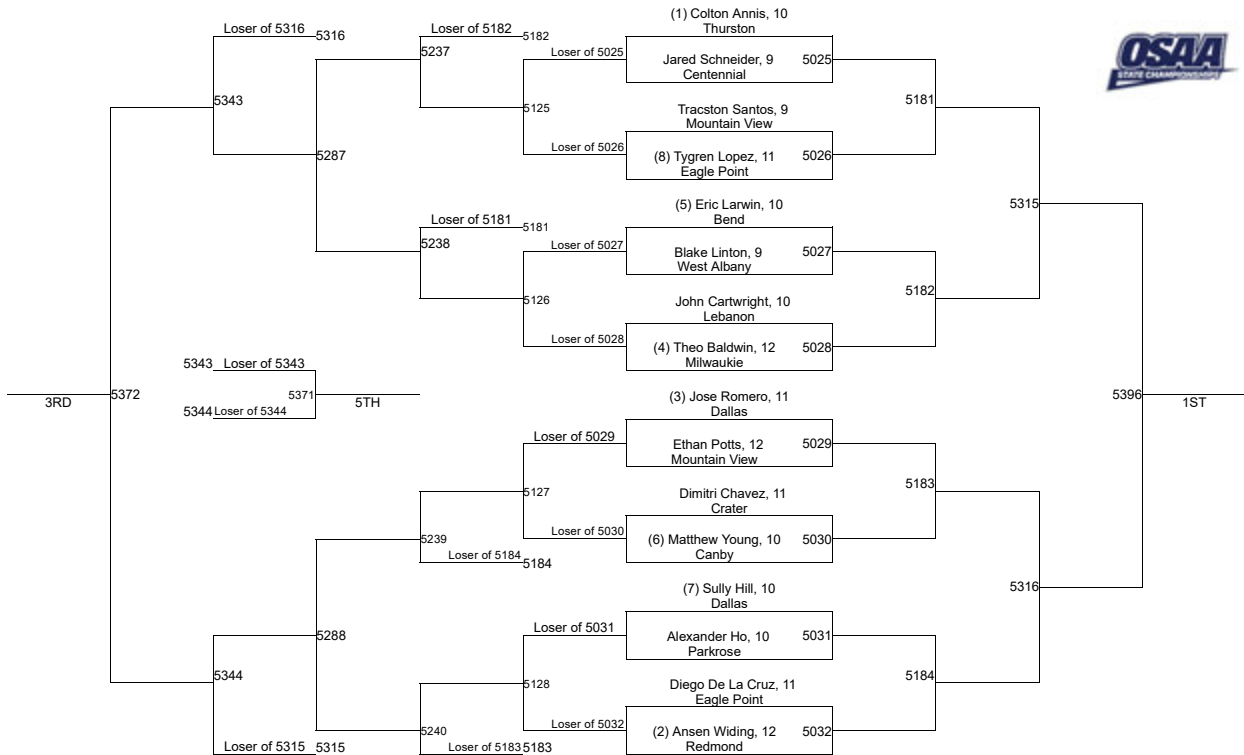 (1) Colton Annis, 10
Thurston
Loser of 5316 5316
Loser of 5182 5182
5237
Loser of 5025
Jared Schneider, 9 5025
Centennial
OSAA
STATE CHAMPIONSHIPS
5343
5125
Tracston Santos, 9
Mountain View
5181
5287
Loser of 5026
(8) Tygren Lopez, 11 5026
Eagle Point
(5) Eric Larwin, 10
Bend
5315
Loser of 5181 5181
5238
Loser of 5027
Blake Linton, 9 5027
West Albany
5126
John Cartwright, 10
Lebanon
5182
Loser of 5028
(4) Theo Baldwin, 12 5028
Milwaukie
5343 Loser of 5343
3RD
5372
5371
5TH
5344 Loser of 5344
(3) Jose Romero, 11
Dallas
5396
1ST
Loser of 5029
Ethan Potts, 12 5029
Mountain View
5127
Dimitri Chavez, 11
Crater
5183
5239
Loser of 5030
(6) Matthew Young, 10 5030
Canby
Loser of 5184 5184
(7) Sully Hill, 10
Dallas
5316
5288
Loser of 5031
Alexander Ho, 10 5031
Parkrose
5344
5128
Diego De La Cruz, 11
Eagle Point
5184
5240
Loser of 5032
(2) Ansen Widing, 12 5032
Redmond
Loser of 5315 5315
Loser of 5183 5183